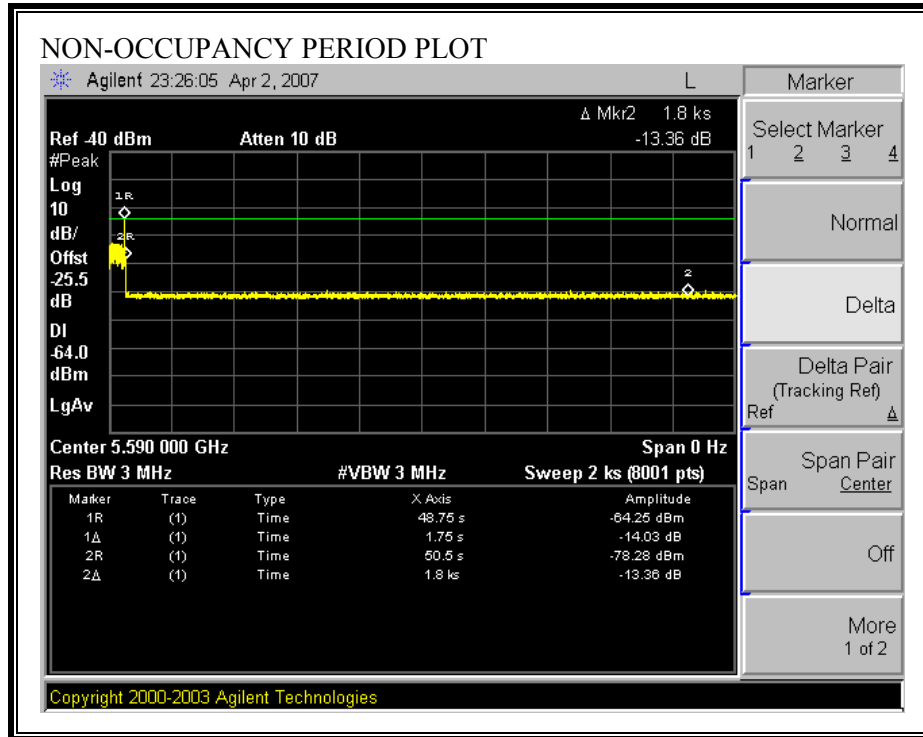 NON-OCCUPANCY PERIOD PLOT
Agilent 23:26:05 Apr 2, 2007 L
Δ Mkr2 1.8 ks
Ref -40 dBm Atten 10 dB -13.36 dB
#Peak
Log
10
dB/
Offst
-25.5
dB
DI
-64.0
dBm
LgAv
1R
2R
2
Center 5.590 000 GHz Span 0 Hz
Res BW 3 MHz #VBW 3 MHz Sweep 2 ks (8001 pts)
Marker Trace Type X Axis Amplitude
1R (1) Time 48.75 s -64.25 dBm
1Δ (1) Time 1.75 s -14.03 dB
2R (1) Time 50.5 s -78.28 dBm
2Δ (1) Time 1.8 ks -13.36 dB
Copyright 2000-2003 Agilent Technologies
Marker
Select Marker
1 2 3 4
Normal
Delta
Delta Pair
(Tracking Ref)
Ref Δ
Span Pair
Span Center
Off
More
1 of 2